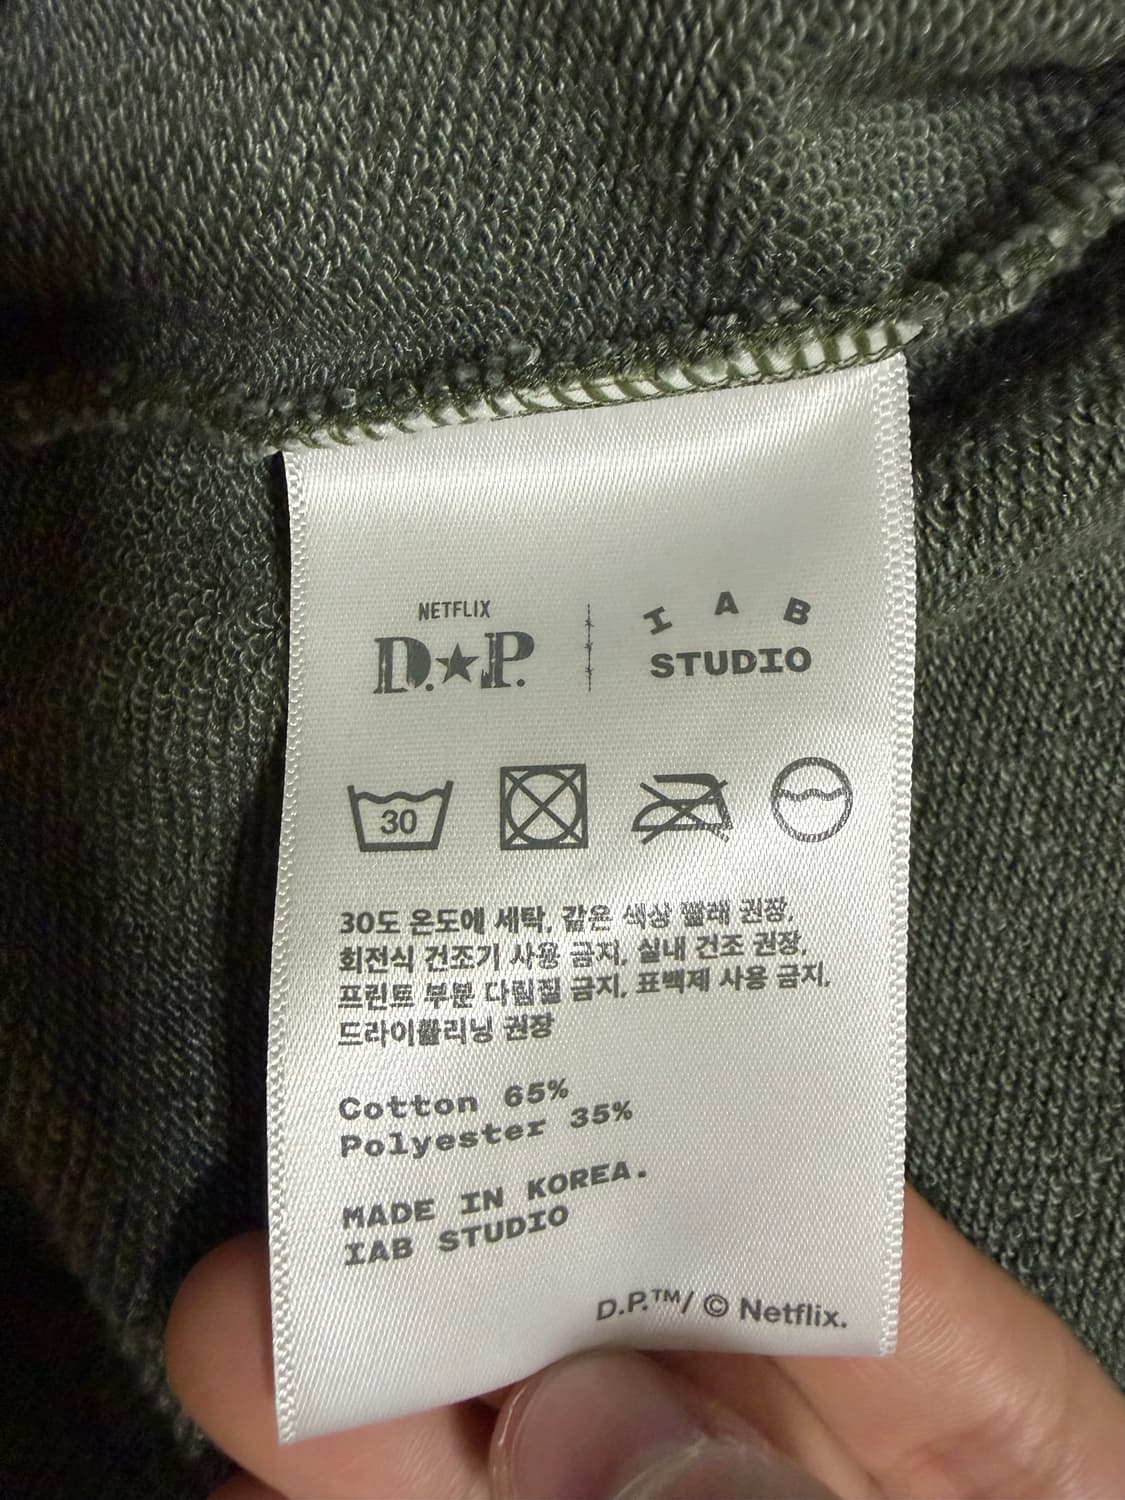 NETFLIX
D.★P.
I A B
STUDIO
30
30도 온도에 세탁, 같은 색상 빨래 권장,
회전식 건조기 사용 금지, 실내 건조 권장,
프린트 부분 다림질 금지, 표백제 사용 금지,
드라이클리닝 권장
Cotton 65%
Polyester 35%
MADE IN KOREA.
IAB STUDIO
D.P.™/ © Netflix.